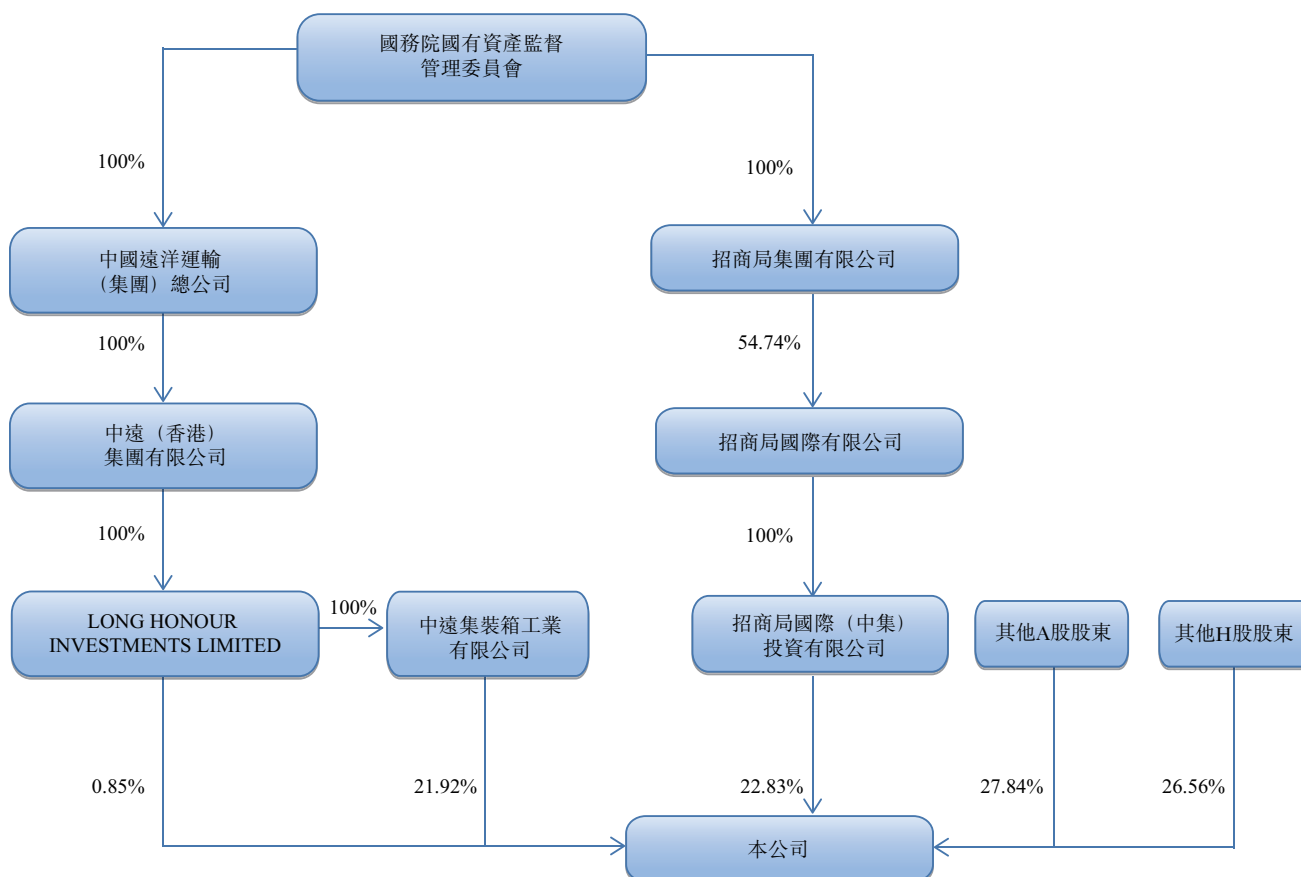 國務院國有資產監督
管理委員會
100%
100%
中國遠洋運輸
（集團）總公司
招商局集團有限公司
100%
54.74%
中遠（香港）
集團有限公司
招商局國際有限公司
100%
100%
LONG HONOUR
INVESTMENTS LIMITED
100%
中遠集裝箱工業
有限公司
招商局國際（中集）
投資有限公司
其他A股股東
其他H股股東
0.85%
21.92%
22.83%
27.84%
26.56%
本公司